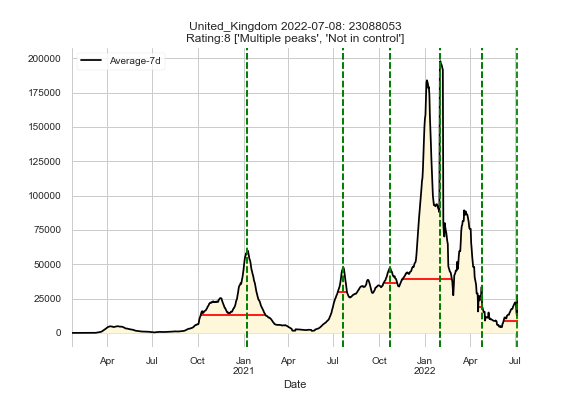 United_Kingdom 2022-07-08: 23088053
Rating:8 ['Multiple peaks', 'Not in control']
Average-7d
200000
175000
150000
125000
100000
75000
50000
25000
0
Apr Jul Oct Jan Apr Jul Oct Jan Apr Jul
2021 2022
Date